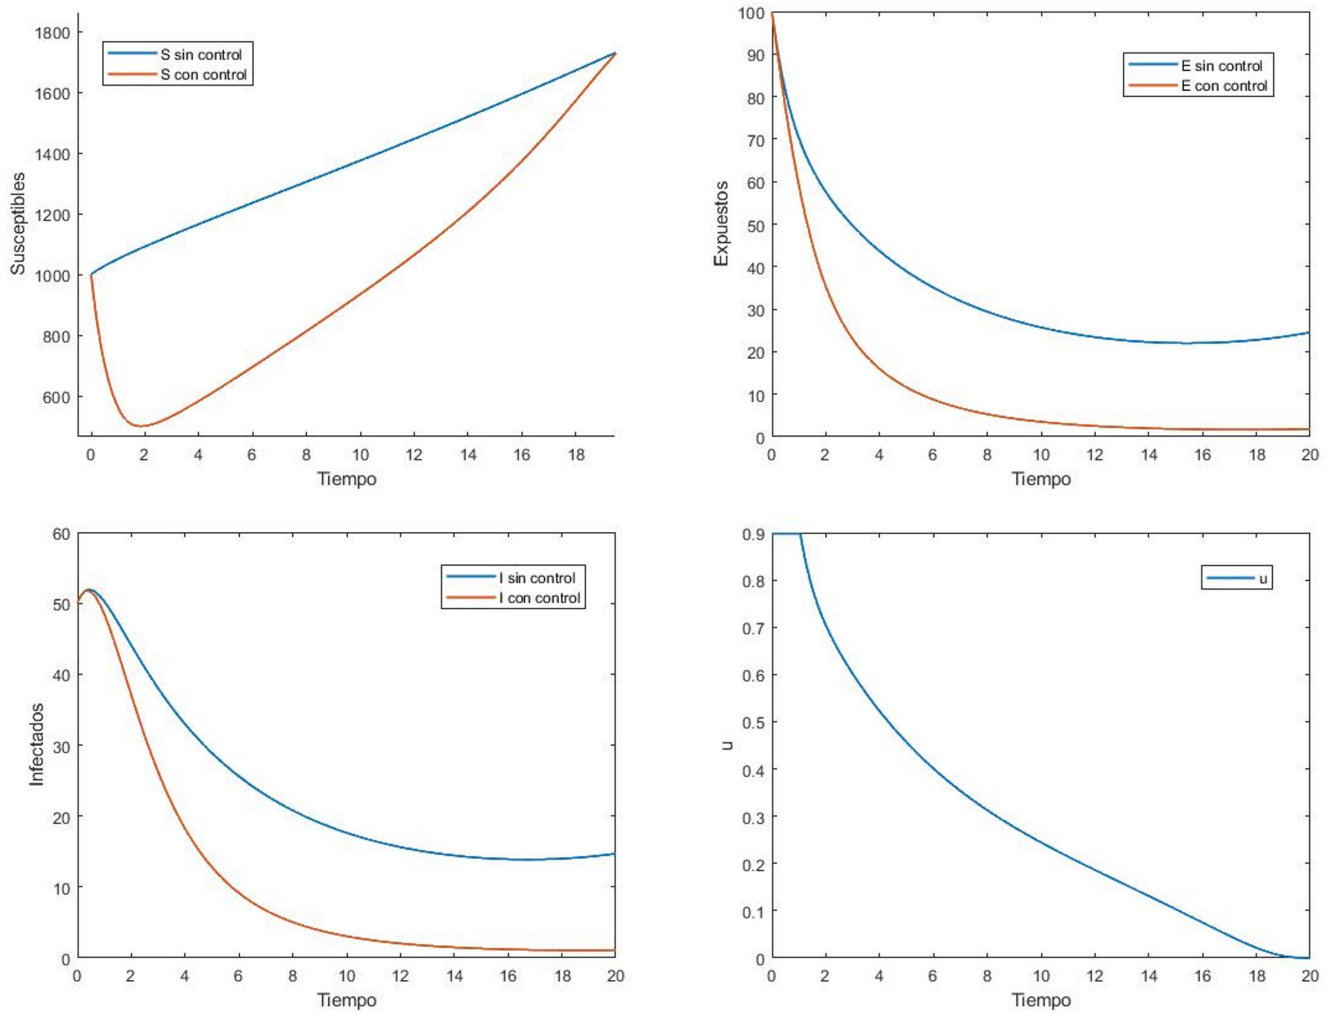 1800
1600
1400
1200
1000
800
600
Susceptibles
S sin control
S con control
0 2 4 6 8 10 12 14 16 18
Tiempo
100
90
80
70
60
50
40
30
20
10
0
Expuestos
E sin control
E con control
0 2 4 6 8 10 12 14 16 18 20
Tiempo
60
50
40
30
20
10
0
Infectados
I sin control
I con control
0 2 4 6 8 10 12 14 16 18 20
Tiempo
0.9
0.8
0.7
0.6
0.5
0.4
0.3
0.2
0.1
0
u
u
0 2 4 6 8 10 12 14 16 18 20
Tiempo